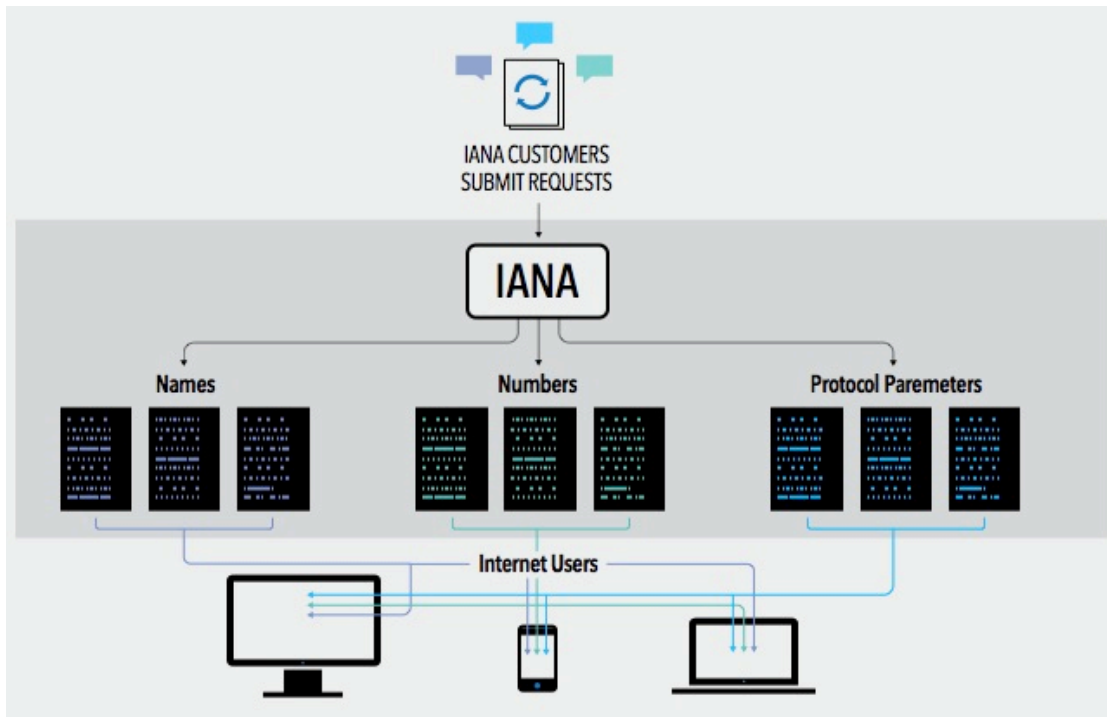 IANA CUSTOMERS
SUBMIT REQUESTS
IANA
Names
Numbers
Protocol Paremeters
Internet Users